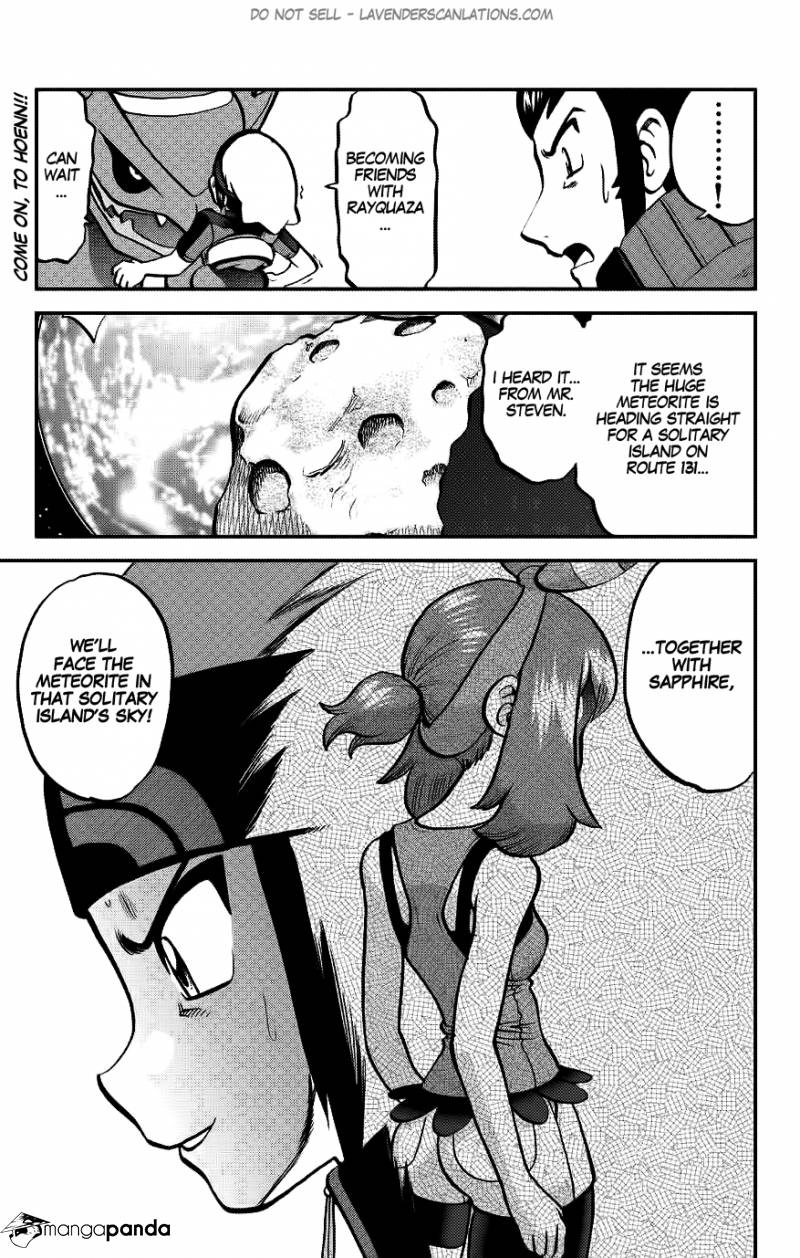 DO NOT SELL - LAVENDERSCANLATIONS.COM
COME ON, TO HOENN!!
.........
BECOMING
FRIENDS
WITH
RAYQUAZA
...
CAN
WAIT
...
IT SEEMS
THE HUGE
METEORITE IS
HEADING STRAIGHT
FOR A SOLITARY
ISLAND ON
ROUTE 131...
I HEARD IT...
FROM MR.
STEVEN.
...TOGETHER
WITH
SAPPHIRE,
WE'LL
FACE THE
METEORITE IN
THAT SOLITARY
ISLAND'S SKY!
mangapanda